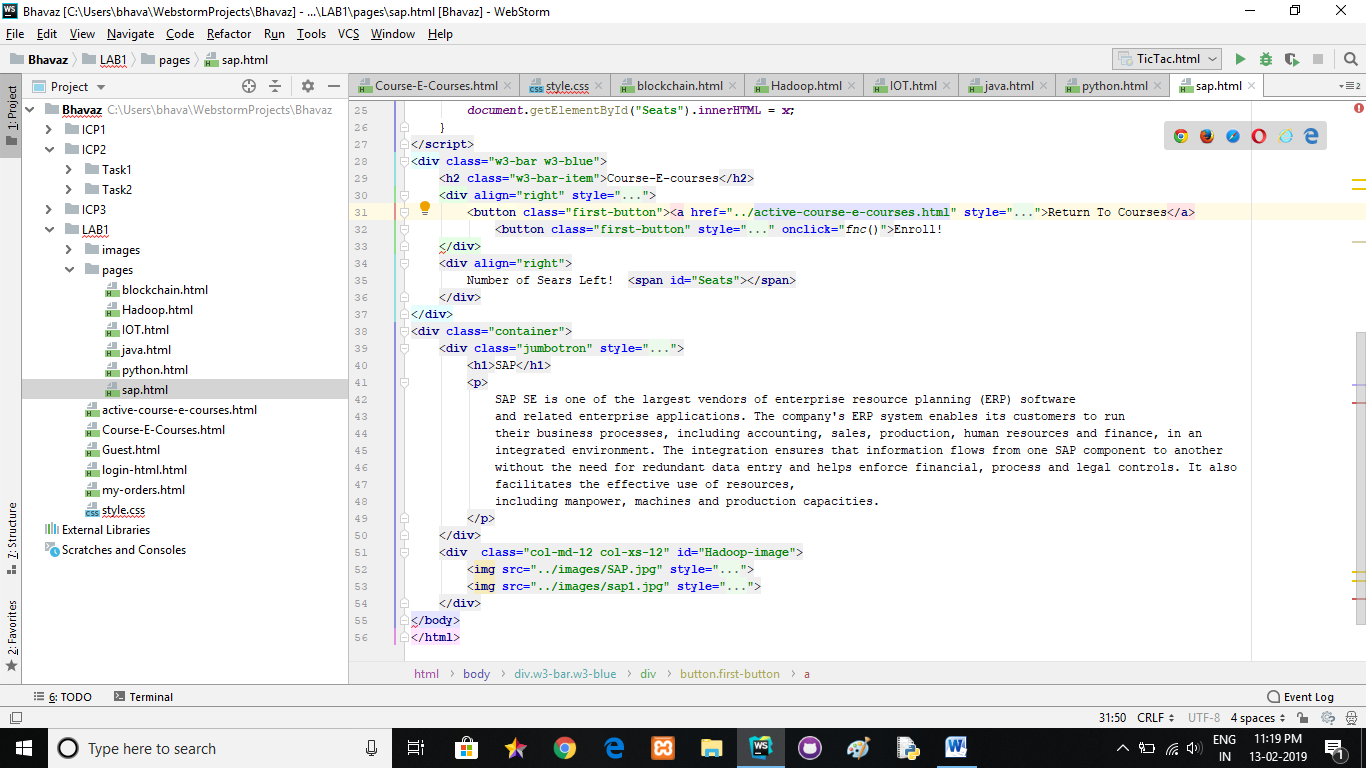 Bhavaz [C:\Users\bhava\WebstormProjects\Bhavaz] - ...\LAB1\pages\sap.html [Bhavaz] - WebStorm
File Edit View Navigate Code Refactor Run Tools VCS Window Help
Bhavaz LAB1 pages sap.html TicTac.html
Project
Course-E-Courses.html style.css blockchain.html Hadoop.html IOT.html java.html python.html sap.html 2
1: Project
7: Structure
2: Favorites
Bhavaz C:\Users\bhava\WebstormProjects\Bhavaz
ICP1
ICP2
Task1
Task2
ICP3
LAB1
images
pages
blockchain.html
Hadoop.html
IOT.html
java.html
python.html
sap.html
active-course-e-courses.html
Course-E-Courses.html
Guest.html
login-html.html
my-orders.html
style.css
External Libraries
Scratches and Consoles
25 document.getElementById("Seats").innerHTML = x;
26 }
27 </script>
28 <div class="w3-bar w3-blue">
29 <h2 class="w3-bar-item">Course-E-courses</h2>
30 <div align="right" style="...">
31 <button class="first-button"><a href="../active-course-e-courses.html" style="...">Return To Courses</a>
32 <button class="first-button" style="..." onclick="fnc()">Enroll!
33 </div>
34 <div align="right">
35 Number of Sears Left! <span id="Seats"></span>
36 </div>
37 </div>
38 <div class="container">
39 <div class="jumbotron" style="...">
40 <h1>SAP</h1>
41 <p>
42 SAP SE is one of the largest vendors of enterprise resource planning (ERP) software
43 and related enterprise applications. The company's ERP system enables its customers to run
44 their business processes, including accounting, sales, production, human resources and finance, in an
45 integrated environment. The integration ensures that information flows from one SAP component to another
46 without the need for redundant data entry and helps enforce financial, process and legal controls. It also
47 facilitates the effective use of resources,
48 including manpower, machines and production capacities.
49 </p>
50 </div>
51 <div  class="col-md-12 col-xs-12" id="Hadoop-image">
52 <img src="../images/SAP.jpg" style="...">
53 <img src="../images/sap1.jpg" style="...">
54 </div>
55 </body>
56 </html>
html body div.w3-bar.w3-blue div button.first-button a
6: TODO Terminal Event Log
31:50 CRLF UTF-8 4 spaces
Type here to search
ENG 11:19 PM
IN 13-02-2019
1